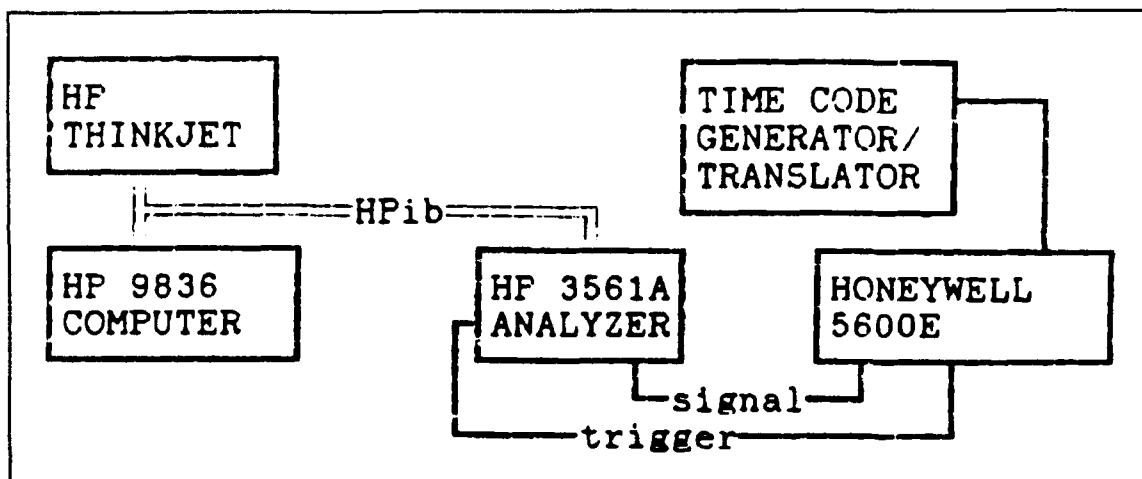 HP
THINKJET
TIME CODE
GENERATOR/
TRANSLATOR
HPib
HP 9836
COMPUTER
HP 3561A
ANALYZER
HONEYWELL
5600E
signal
trigger